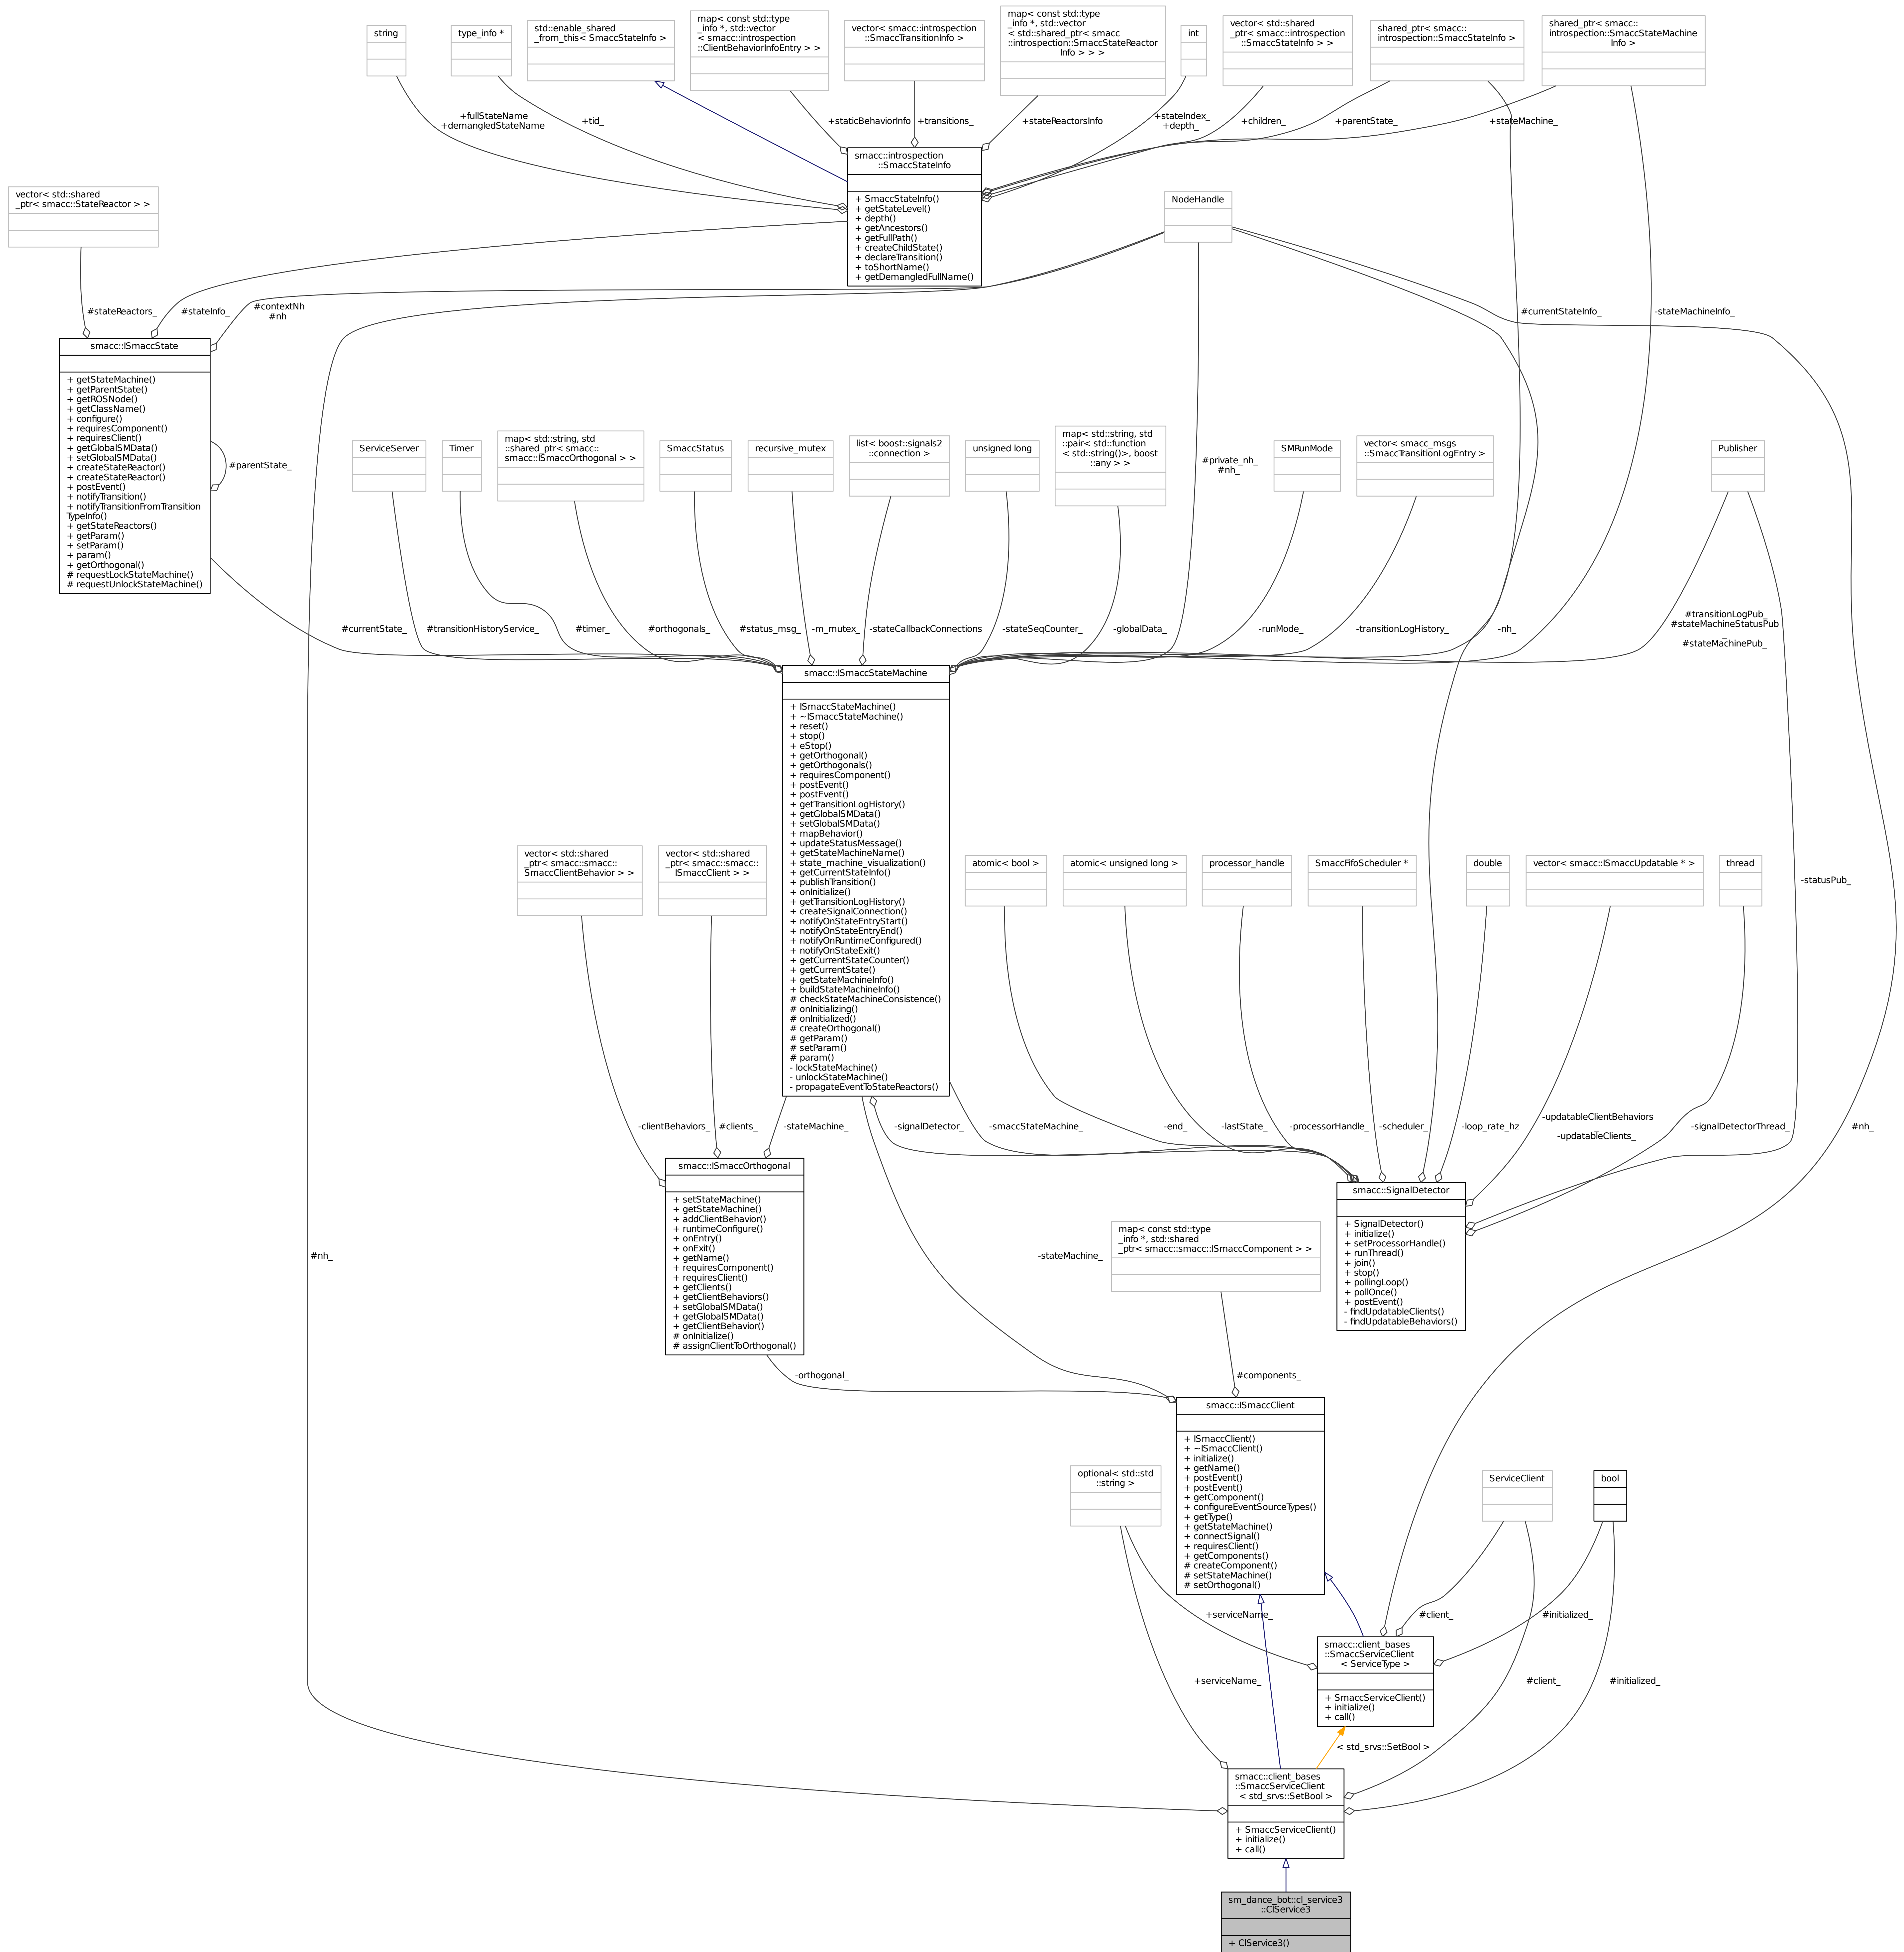 string
type_info *
std::enable_shared
_from_this< SmaccStateInfo >
map< const std::type
_info *, std::vector
< smacc::introspection
::ClientBehaviorInfoEntry > >
vector< smacc::introspection
::SmaccTransitionInfo >
map< const std::type
_info *, std::vector
< std::shared_ptr< smacc
::introspection::SmaccStateReactor
Info > > >
int
vector< std::shared
_ptr< smacc::introspection
::SmaccStateInfo > >
shared_ptr< smacc::
introspection::SmaccStateInfo >
shared_ptr< smacc::
introspection::SmaccStateMachine
Info >
+fullStateName
+demangledStateName
+tid_
+staticBehaviorInfo
+transitions_
+stateReactorsInfo
+stateIndex_
+depth_
+children_
+parentState_
+stateMachine_
smacc::introspection
::SmaccStateInfo
+ SmaccStateInfo()
+ getStateLevel()
+ depth()
+ getAncestors()
+ getFullPath()
+ createChildState()
+ declareTransition()
+ toShortName()
+ getDemangledFullName()
vector< std::shared
_ptr< smacc::StateReactor > >
NodeHandle
#stateReactors_
#stateInfo_
#contextNh
#nh
#currentStateInfo_
-stateMachineInfo_
smacc::ISmaccState
+ getStateMachine()
+ getParentState()
+ getROSNode()
+ getClassName()
+ configure()
+ requiresComponent()
+ requiresClient()
+ getGlobalSMData()
+ setGlobalSMData()
+ createStateReactor()
+ createStateReactor()
+ postEvent()
+ notifyTransition()
+ notifyTransitionFromTransition
TypeInfo()
+ getStateReactors()
+ getParam()
+ setParam()
+ param()
+ getOrthogonal()
# requestLockStateMachine()
# requestUnlockStateMachine()
#parentState_
ServiceServer
Timer
map< std::string, std
::shared_ptr< smacc::
smacc::ISmaccOrthogonal > >
SmaccStatus
recursive_mutex
list< boost::signals2
::connection >
unsigned long
map< std::string, std
::pair< std::function
< std::string()>, boost
::any > >
#private_nh_
#nh_
SMRunMode
vector< smacc_msgs
::SmaccTransitionLogEntry >
Publisher
#currentState_
#transitionHistoryService_
#timer_
#orthogonals_
#status_msg_
-m_mutex_
-stateCallbackConnections
-stateSeqCounter_
-globalData_
-runMode_
-transitionLogHistory_
-nh_
#transitionLogPub_
#stateMachineStatusPub
_
#stateMachinePub_
smacc::ISmaccStateMachine
+ ISmaccStateMachine()
+ ~ISmaccStateMachine()
+ reset()
+ stop()
+ eStop()
+ getOrthogonal()
+ getOrthogonals()
+ requiresComponent()
+ postEvent()
+ postEvent()
+ getTransitionLogHistory()
+ getGlobalSMData()
+ setGlobalSMData()
+ mapBehavior()
+ updateStatusMessage()
+ getStateMachineName()
+ state_machine_visualization()
+ getCurrentStateInfo()
+ publishTransition()
+ onInitialize()
+ getTransitionLogHistory()
+ createSignalConnection()
+ notifyOnStateEntryStart()
+ notifyOnStateEntryEnd()
+ notifyOnRuntimeConfigured()
+ notifyOnStateExit()
+ getCurrentStateCounter()
+ getCurrentState()
+ getStateMachineInfo()
+ buildStateMachineInfo()
# checkStateMachineConsistence()
# onInitializing()
# onInitialized()
# createOrthogonal()
# getParam()
# setParam()
# param()
- lockStateMachine()
- unlockStateMachine()
- propagateEventToStateReactors()
vector< std::shared
_ptr< smacc::smacc::
SmaccClientBehavior > >
vector< std::shared
_ptr< smacc::smacc::
ISmaccClient > >
atomic< bool >
atomic< unsigned long >
processor_handle
SmaccFifoScheduler *
double
vector< smacc::ISmaccUpdatable * >
thread
-statusPub_
-clientBehaviors_
#clients_
-stateMachine_
-signalDetector_
-smaccStateMachine_
-end_
-lastState_
-processorHandle_
-scheduler_
-loop_rate_hz
-updatableClientBehaviors
_
-updatableClients_
-signalDetectorThread_
#nh_
smacc::ISmaccOrthogonal
+ setStateMachine()
+ getStateMachine()
+ addClientBehavior()
+ runtimeConfigure()
+ onEntry()
+ onExit()
+ getName()
+ requiresComponent()
+ requiresClient()
+ getClients()
+ getClientBehaviors()
+ setGlobalSMData()
+ getGlobalSMData()
+ getClientBehavior()
# onInitialize()
# assignClientToOrthogonal()
smacc::SignalDetector
+ SignalDetector()
+ initialize()
+ setProcessorHandle()
+ runThread()
+ join()
+ stop()
+ pollingLoop()
+ pollOnce()
+ postEvent()
- findUpdatableClients()
- findUpdatableBehaviors()
#nh_
-stateMachine_
map< const std::type
_info *, std::shared
_ptr< smacc::smacc::ISmaccComponent > >
-orthogonal_
#components_
smacc::ISmaccClient
+ ISmaccClient()
+ ~ISmaccClient()
+ initialize()
+ getName()
+ postEvent()
+ postEvent()
+ getComponent()
+ configureEventSourceTypes()
+ getType()
+ getStateMachine()
+ connectSignal()
+ requiresClient()
+ getComponents()
# createComponent()
# setStateMachine()
# setOrthogonal()
optional< std::std
::string >
ServiceClient
bool
+serviceName_
#client_
#initialized_
smacc::client_bases
::SmaccServiceClient
< ServiceType >
+ SmaccServiceClient()
+ initialize()
+ call()
+serviceName_
#client_
#initialized_
< std_srvs::SetBool >
smacc::client_bases
::SmaccServiceClient
< std_srvs::SetBool >
+ SmaccServiceClient()
+ initialize()
+ call()
sm_dance_bot::cl_service3
::ClService3
+ ClService3()